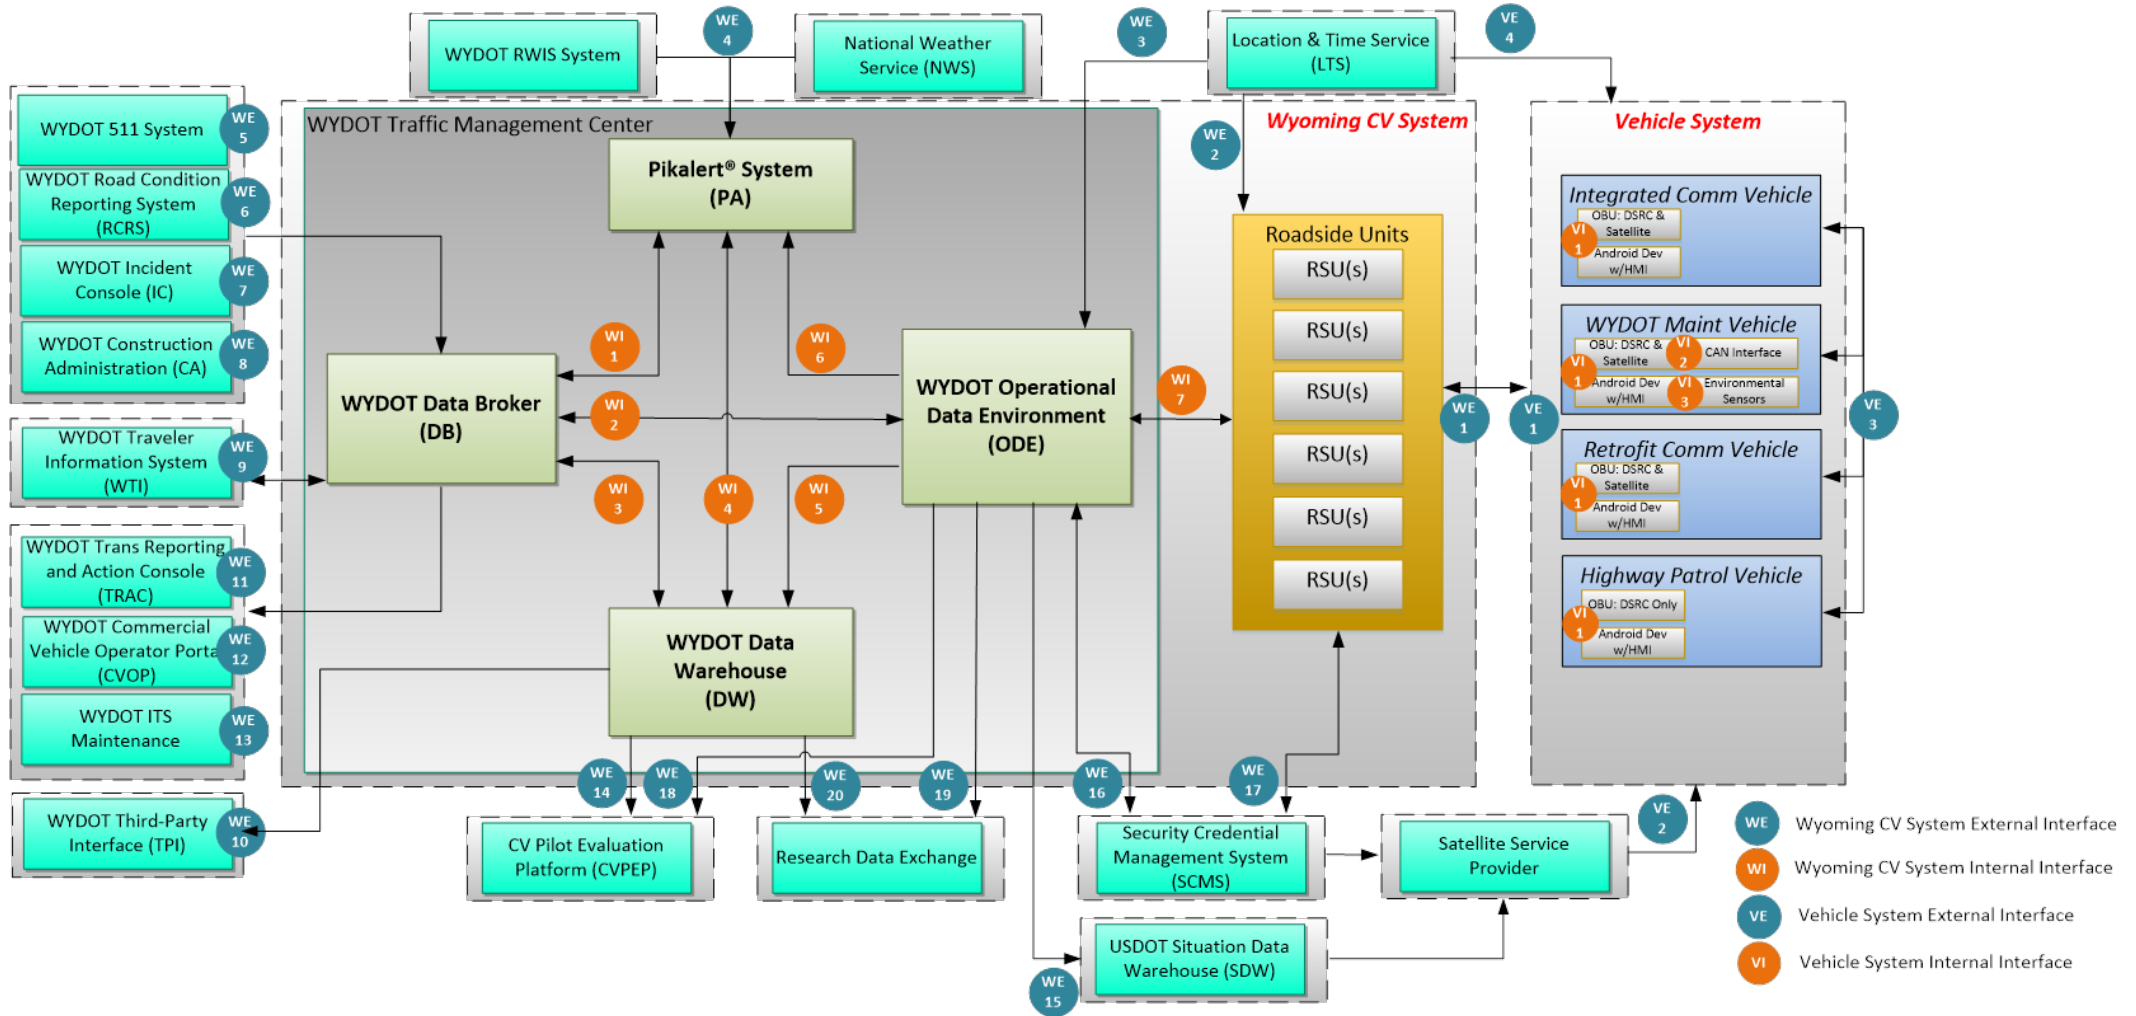 WYDOT RWIS System
WE
4
National Weather
Service (NWS)
WE
3
Location & Time Service
(LTS)
VE
4
WYDOT 511 System
WE
5
WYDOT Road Condition
Reporting System
(RCRS)
WE
6
WYDOT Incident
Console (IC)
WE
7
WYDOT Construction
Administration (CA)
WE
8
WYDOT Traveler
Information System
(WTI)
WE
9
WYDOT Trans Reporting
and Action Console
(TRAC)
WE
11
WYDOT Commercial
Vehicle Operator Porta
(CVOP)
WE
12
WYDOT ITS
Maintenance
WE
13
WYDOT Third-Party
Interface (TPI)
WE
10
WYDOT Traffic Management Center
Pikalert® System
(PA)
WI
1
WI
6
WYDOT Data Broker
(DB)
WI
2
WYDOT Operational
Data Environment
(ODE)
WI
7
WI
3
WI
4
WI
5
WYDOT Data
Warehouse
(DW)
Wyoming CV System
WE
2
Roadside Units
RSU(s)
RSU(s)
RSU(s)
RSU(s)
RSU(s)
RSU(s)
WE
1
VE
1
Vehicle System
Integrated Comm Vehicle
OBU: DSRC &
Satellite
VI
1
Android Dev
w/HMI
WYDOT Maint Vehicle
OBU: DSRC &
Satellite
VI
2
CAN Interface
VI
1
Android Dev
w/HMI
VI
3
Environmental
Sensors
VE
3
Retrofit Comm Vehicle
OBU: DSRC &
Satellite
VI
1
Android Dev
w/HMI
Highway Patrol Vehicle
OBU: DSRC Only
VI
1
Android Dev
w/HMI
WE
14
WE
18
WE
20
WE
19
WE
16
WE
17
CV Pilot Evaluation
Platform (CVPEP)
Research Data Exchange
Security Credential
Management System
(SCMS)
Satellite Service
Provider
VE
2
USDOT Situation Data
Warehouse (SDW)
WE
15
WE
Wyoming CV System External Interface
WI
Wyoming CV System Internal Interface
VE
Vehicle System External Interface
VI
Vehicle System Internal Interface